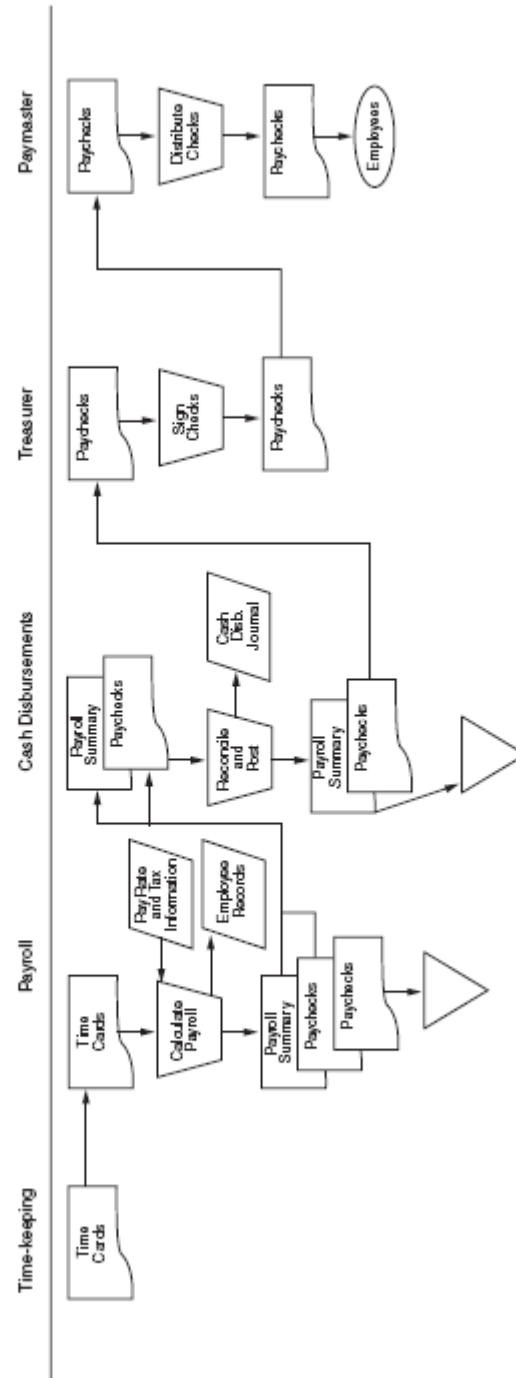 Time-keeping
Payroll
Cash Disbursements
Treasurer
Paymaster
Time
Cards
Time
Cards
Pay Rate
and Tax
Information
Calculate
Payroll
Employee
Records
Payroll
Summary
Paychecks
Paychecks
Payroll
Summary
Paychecks
Reconcile
and
Post
Cash
Disb.
Journal
Payroll
Summary
Paychecks
Paychecks
Sign
Checks
Paychecks
Paychecks
Distribute
Checks
Paychecks
Employees